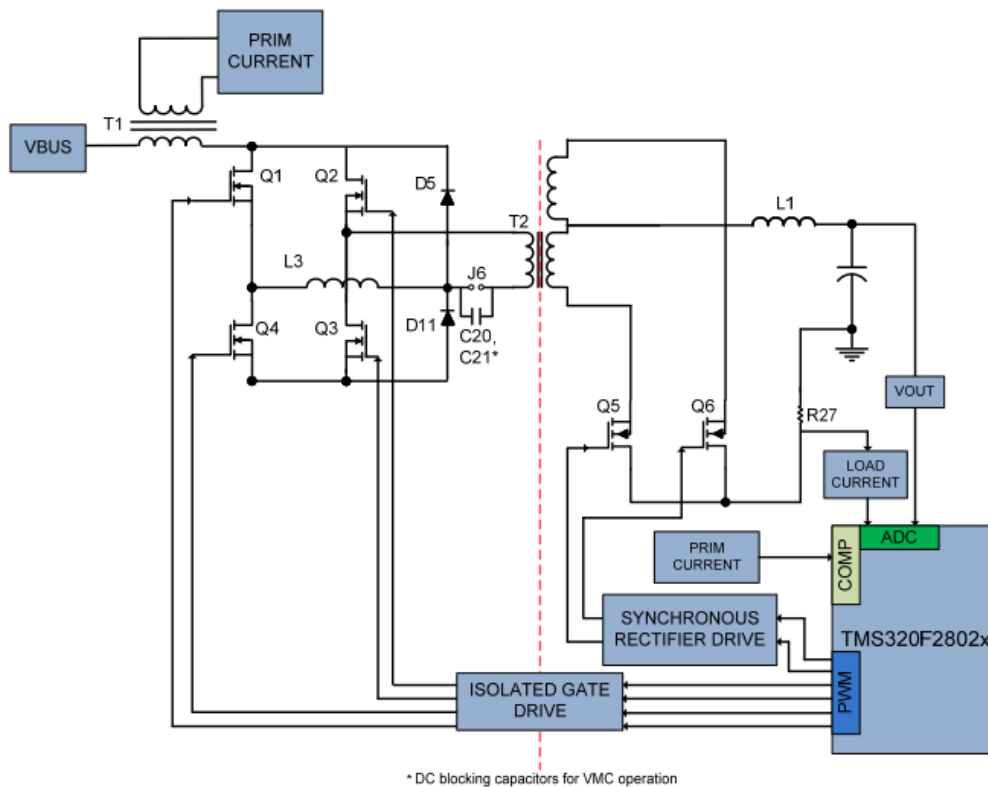 PRIM
CURRENT
T1
VBUS
Q1
Q2
D5
T2
L1
L3
J6
Q4
Q3
D11
C20,
C21*
Q5
Q6
R27
VOUT
LOAD
CURRENT
ADC
PRIM
CURRENT
COMP
SYNCHRONOUS
RECTIFIER DRIVE
TMS320F2802x
ISOLATED GATE
DRIVE
PWM
* DC blocking capacitors for VMC operation